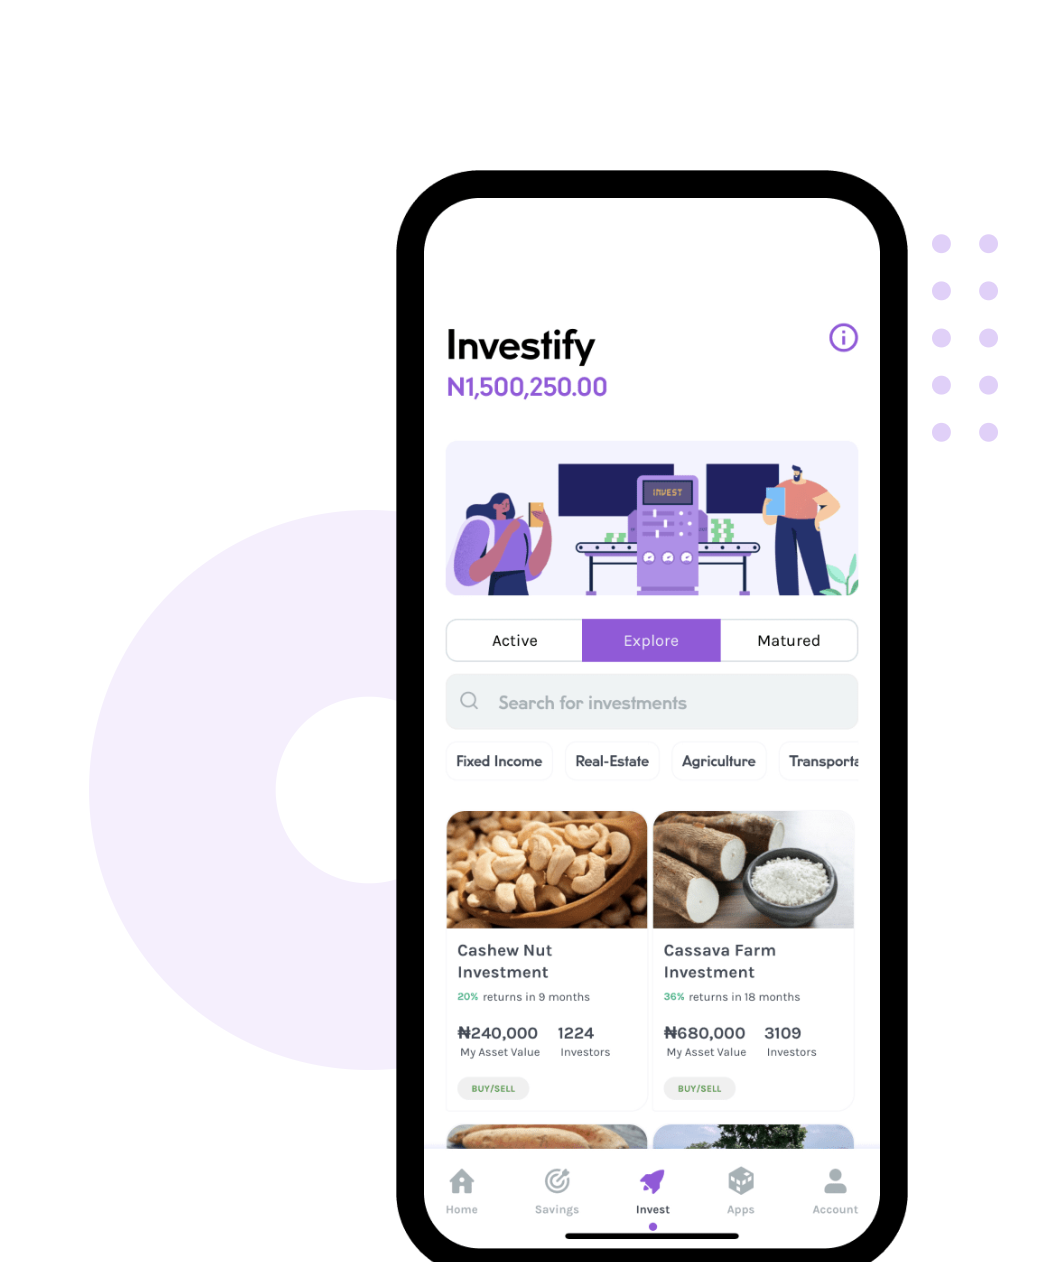 Investify
N1,500,250.00
INVEST
Active Explore Matured
Search for investments
Fixed Income Real-Estate Agriculture Transporta
Cashew Nut
Investment
20% returns in 9 months
₦240,000 1224
My Asset Value Investors
BUY/SELL
Cassava Farm
Investment
36% returns in 18 months
₦680,000 3109
My Asset Value Investors
BUY/SELL
Home Savings Invest Apps Account